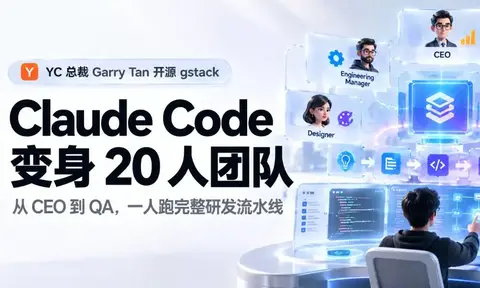 Y YC 总裁 Garry Tan 开源 gstack
Claude Code
变身 20 人团队
从 CEO 到 QA，一人跑完整研发流水线
CEO
Engineering
Manager
Designer